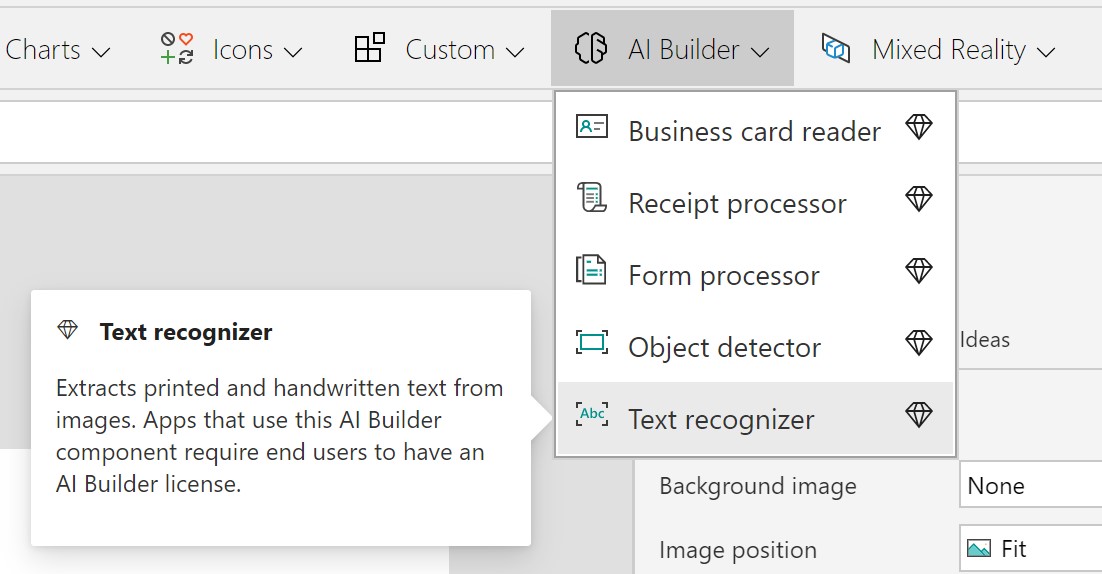 Charts
Icons
Custom
AI Builder
Mixed Reality
Business card reader
Receipt processor
Form processor
Object detector
Abc
Text recognizer
Text recognizer
Extracts printed and handwritten text from
images. Apps that use this AI Builder
component require end users to have an
AI Builder license.
Ideas
Background image
None
Image position
Fit